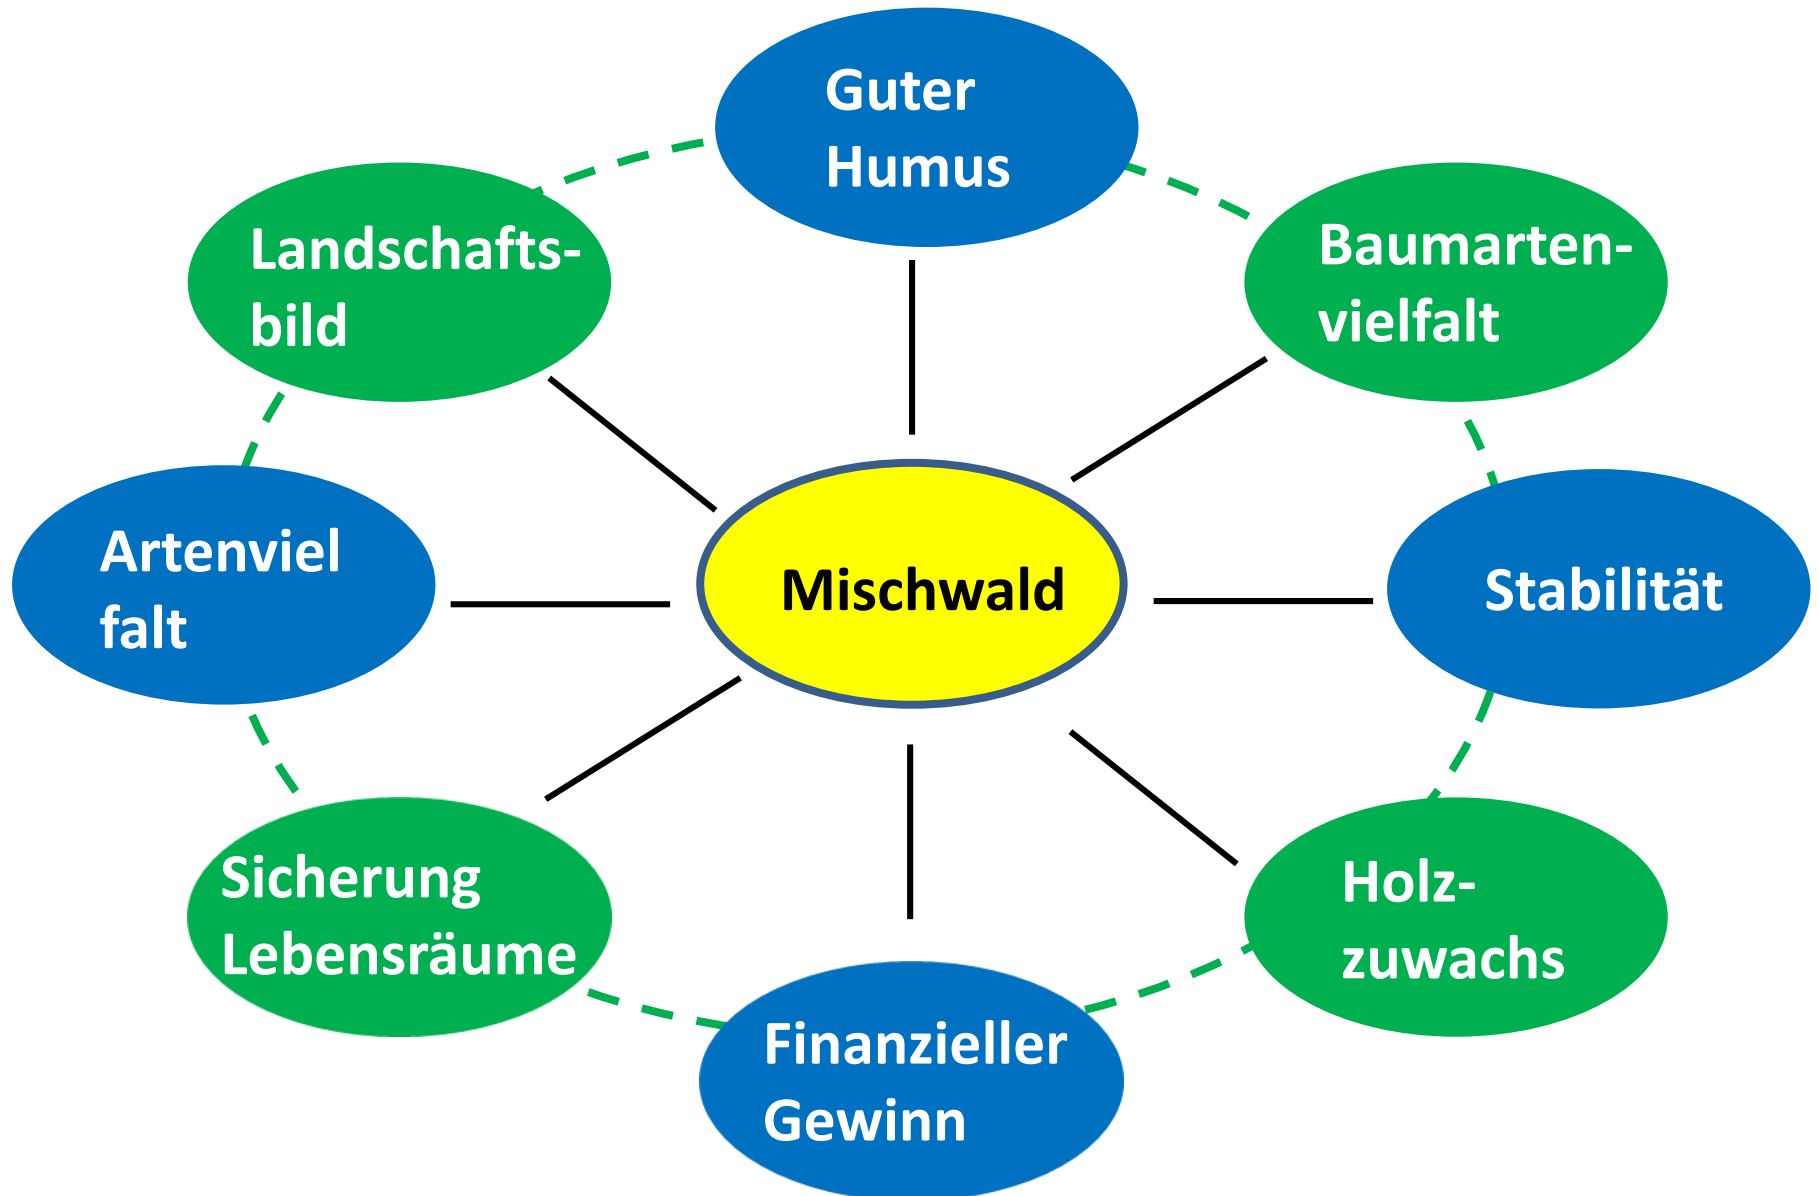 Guter
Humus
Landschafts-
bild
Baumarten-
vielfalt
Artenviel
falt
Mischwald
Stabilität
Sicherung
Lebensräume
Holz-
zuwachs
Finanzieller
Gewinn